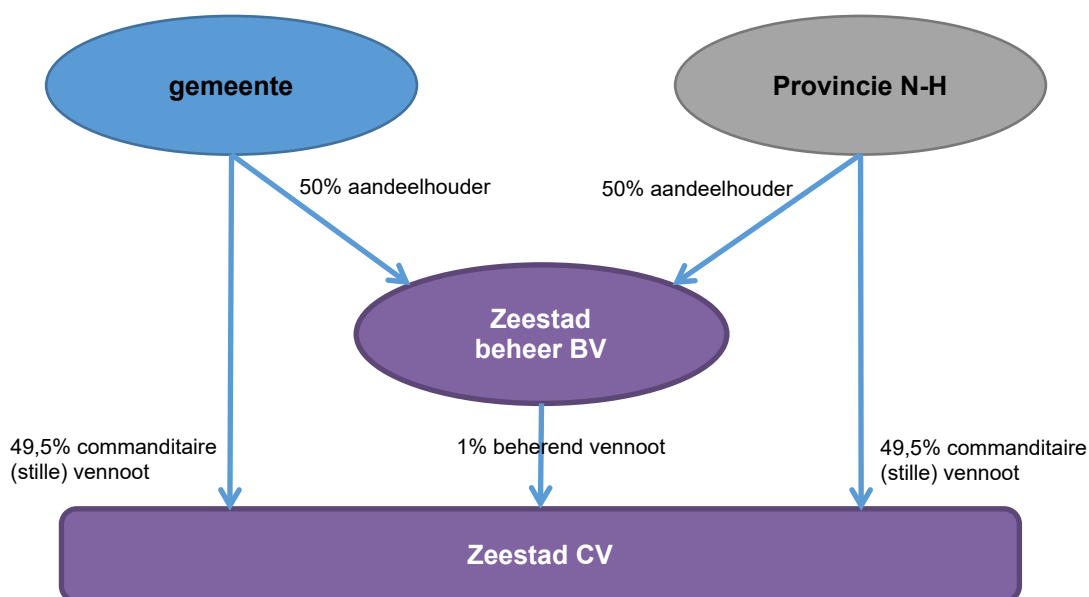 gemeente
Provincie N-H
50% aandeelhouder
50% aandeelhouder
Zeestad
beheer BV
49,5% commanditaire
(stille) vennoot
1% beherend vennoot
49,5% commanditaire
(stille) vennoot
Zeestad CV